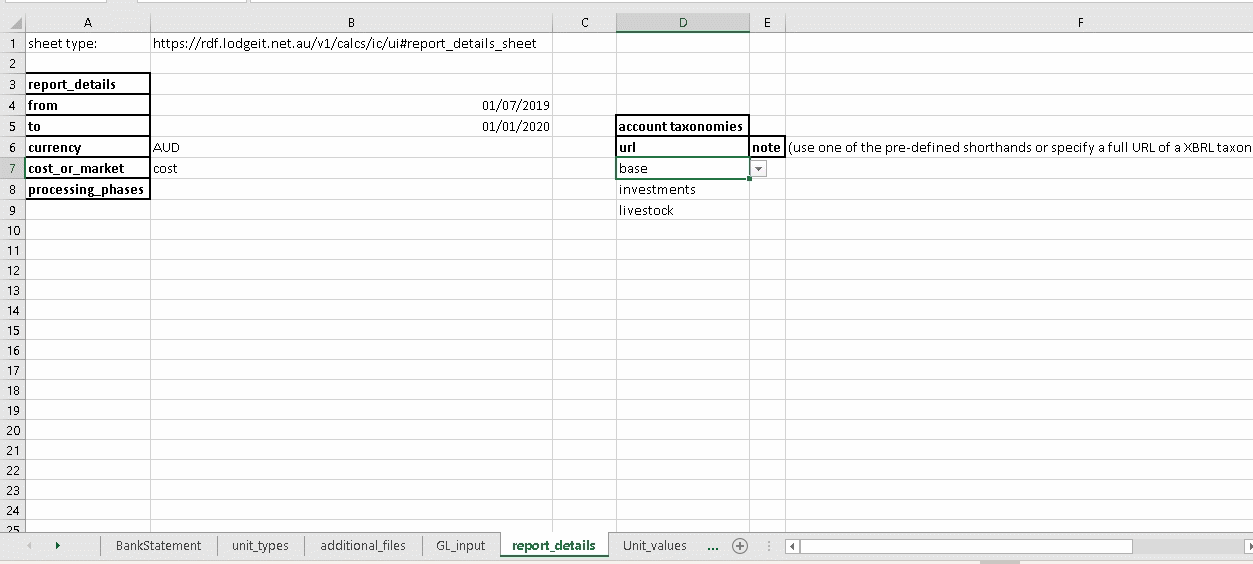 A B C D E F
1 sheet type: https://rdf.lodgeit.net.au/v1/calcs/ic/ui#report_details_sheet
2
3 report_details
4 from 01/07/2019
5 to 01/01/2020 account taxonomies
6 currency AUD url note (use one of the pre-defined shorthands or specify a full URL of a XBRL taxon
7 cost_or_market cost base
8 processing_phases investments
9 livestock
10
11
12
13
14
15
16
17
18
19
20
21
22
23
24
25
BankStatement unit_types additional_files GL_input report_details Unit_values ...